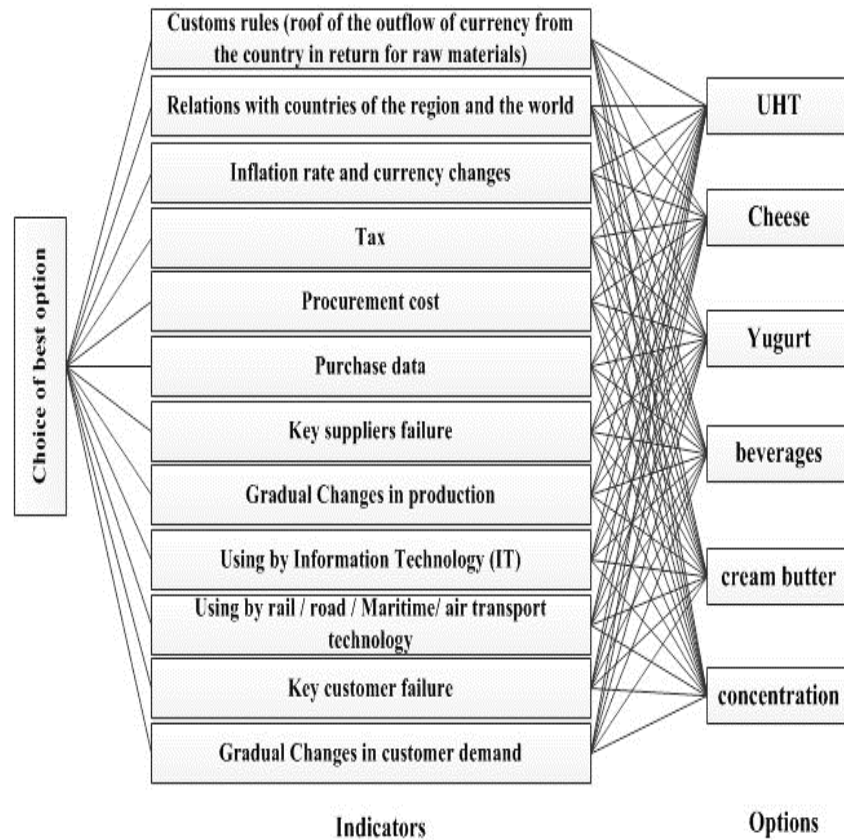 Choice of best option
Customs rules (roof of the outflow of currency from
the country in return for raw materials)
Relations with countries of the region and the world
Inflation rate and currency changes
Tax
Procurement cost
Purchase data
Key suppliers failure
Gradual Changes in production
Using by Information Technology (IT)
Using by rail / road / Maritime/ air transport
technology
Key customer failure
Gradual Changes in customer demand
Indicators
UHT
Cheese
Yugurt
beverages
cream butter
concentration
Options